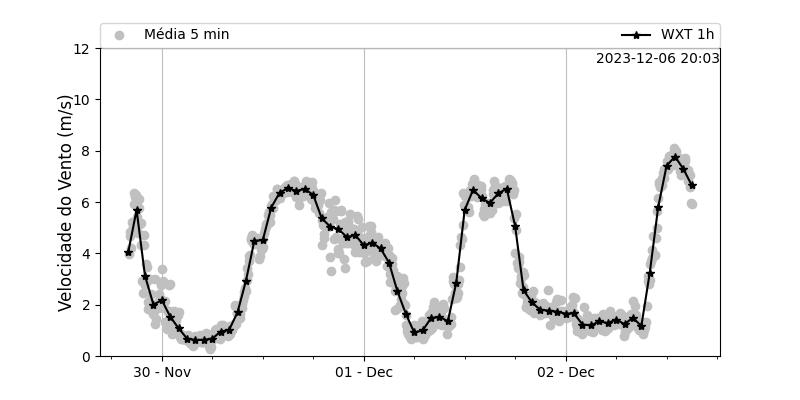 Média 5 min
WXT 1h
2023-12-06 20:03
Velocidade do Vento (m/s)
12
10
8
6
4
2
0
30 - Nov
01 - Dec
02 - Dec